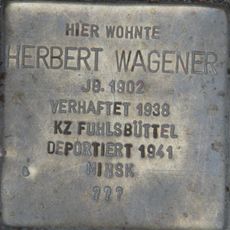 HIER WOHNTE
HERBERT WAGENER
JG. 1902
VERHAFTET 1938
KZ FUHLSBÜTTEL
DEPORTIERT 1941
MINSK
???